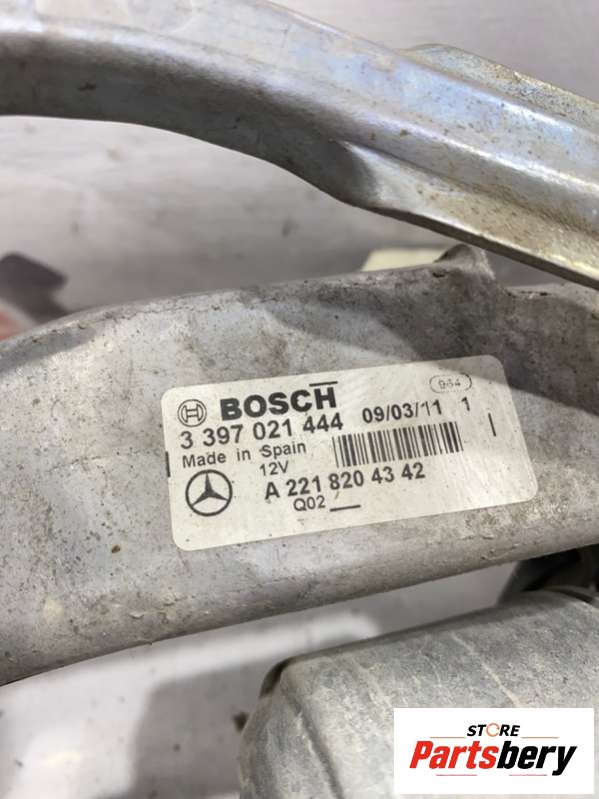 964
BOSCH
3 397 021 444 09/03/11 1
Made in Spain
12V
A 221 820 43 42
Q02
STORE
Partsbery